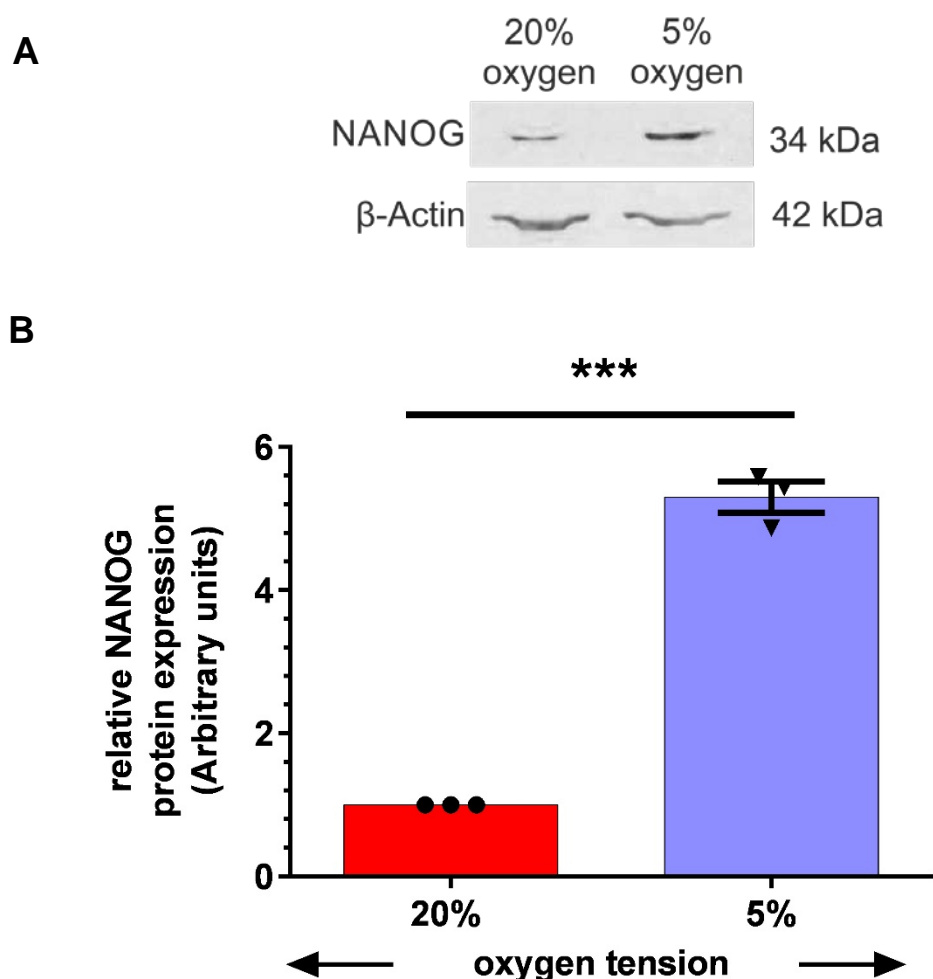 A
20% 5%
oxygen oxygen
NANOG 34 kDa
β-Actin 42 kDa
B
***
relative NANOG
protein expression
(Arbitrary units)
6
4
2
0
20% 5%
oxygen tension